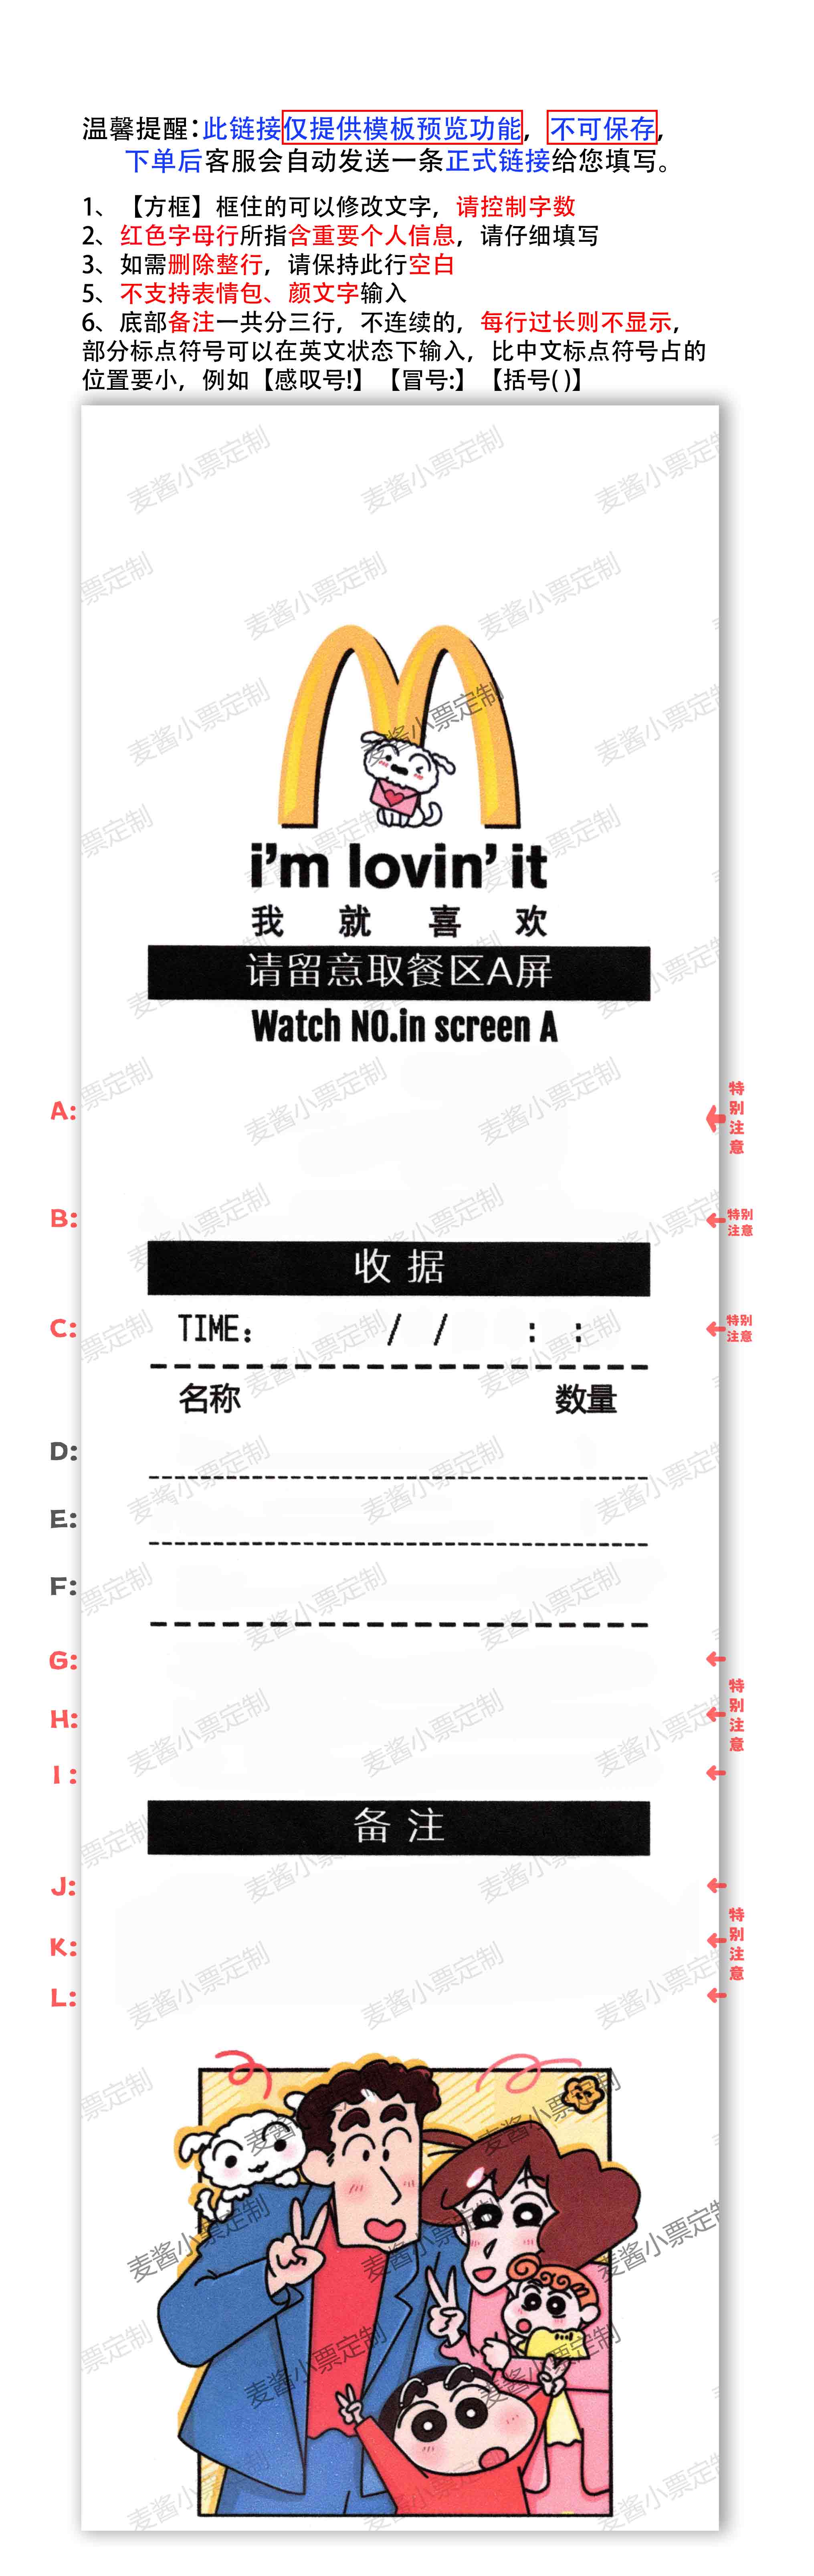 温馨提醒:此链接仅提供模板预览功能，不可保存，
下单后客服会自动发送一条正式链接给您填写。
1、【方框】框住的可以修改文字，请控制字数
2、红色字母行所指含重要个人信息，请仔细填写
3、如需删除整行，请保持此行空白
5、不支持表情包、颜文字输入
6、底部备注一共分三行，不连续的，每行过长则不显示，
部分标点符号可以在英文状态下输入，比中文标点符号占的
位置要小，例如【感叹号!】【冒号:】【括号( )】
麦酱小票定制
i'm lovin' it
我就喜欢
请留意取餐区A屏
Watch NO.in screen A
A:
特别注意
B:
特别
注意
收据
C:
TIME: / / : :
特别
注意
名称 数量
D:
E:
F:
G:
H:
特别注意
I:
备注
J:
K:
特别注意
L: